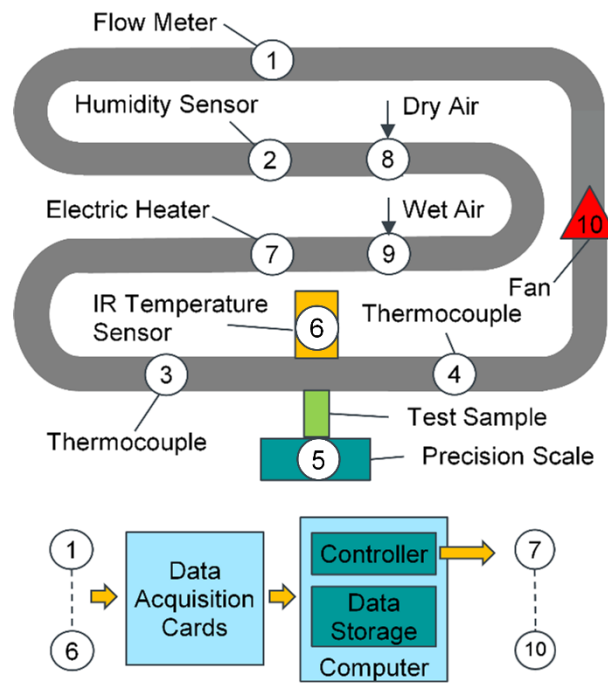 Flow Meter
1
Humidity Sensor
Dry Air
2
8
Electric Heater
Wet Air
10
7
9
Fan
IR Temperature
Sensor
6
Thermocouple
3
4
Test Sample
Thermocouple
5
Precision Scale
1
Data
Acquisition
Cards
6
Controller
Data
Storage
Computer
7
10